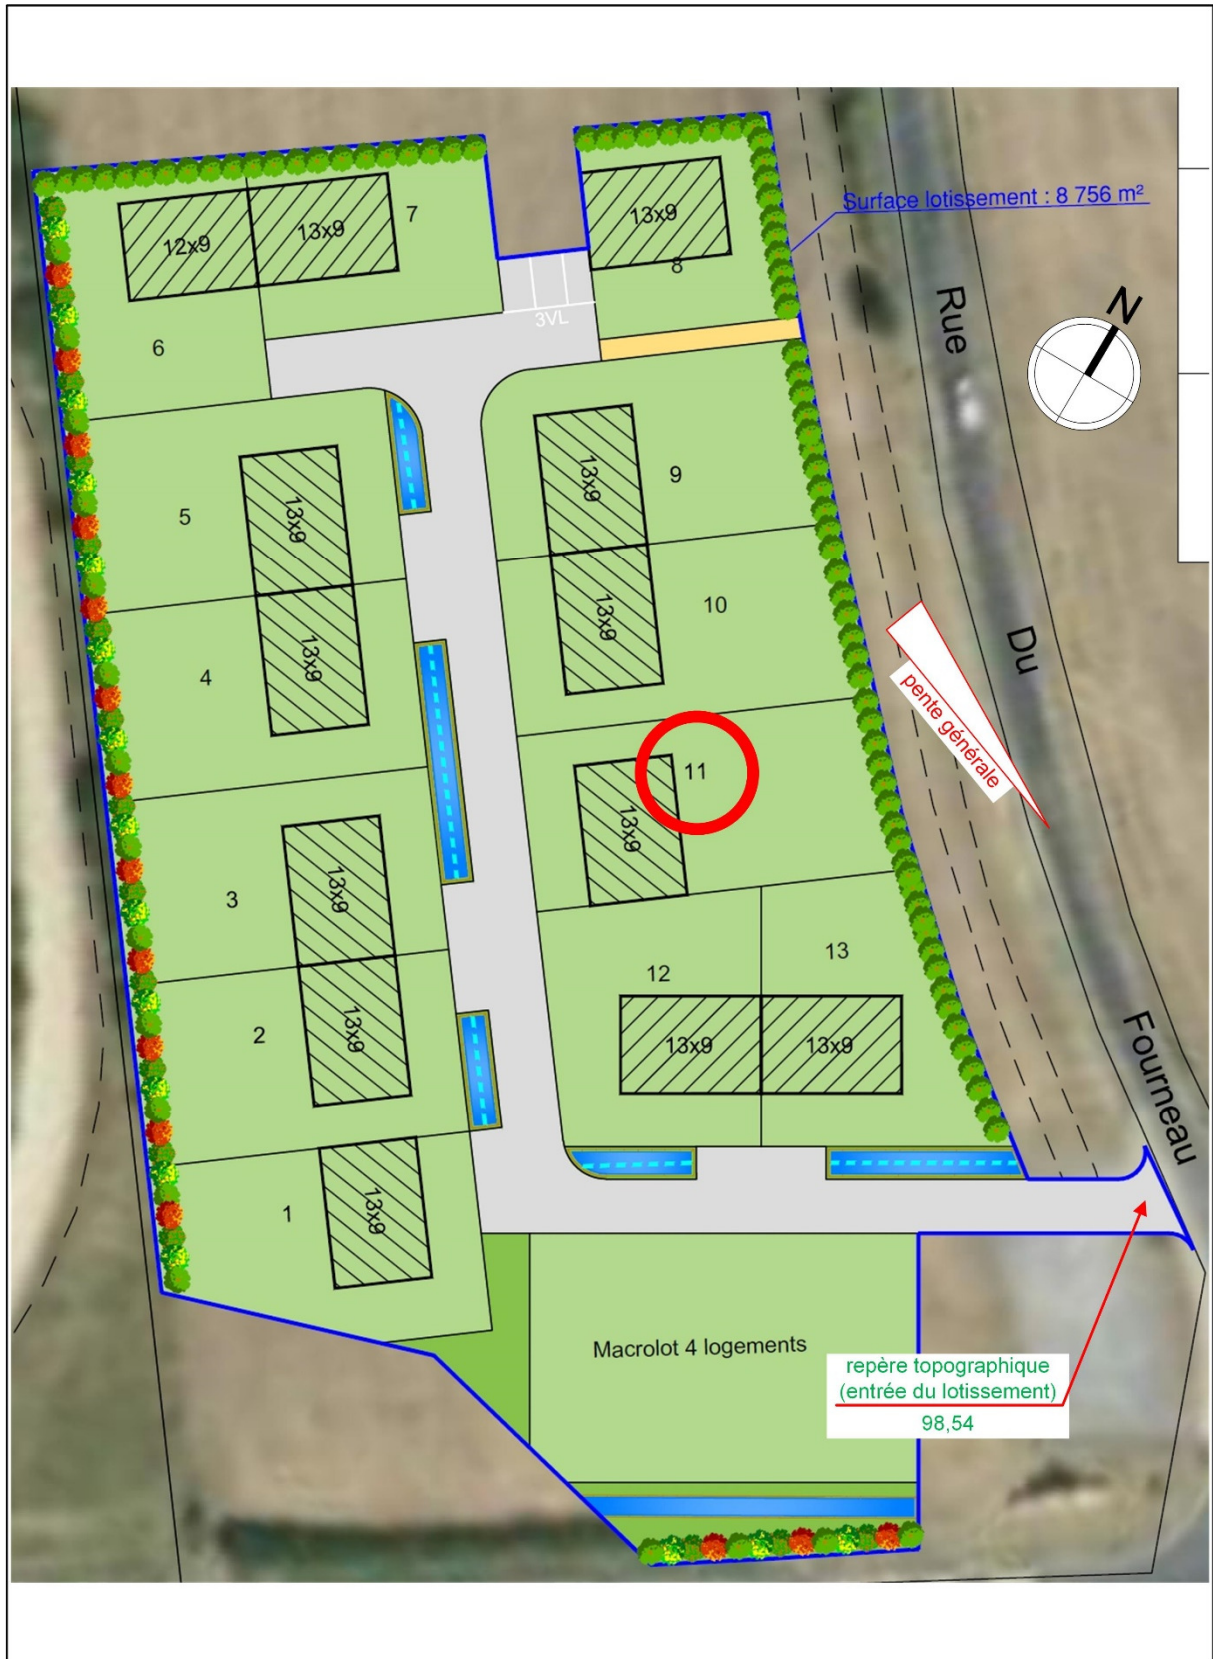 7
12x9
13x9
13x9
8
Surface lotissement : 8 756 m²
N
Rue
3VL
6
13x9
9
5
13x9
13x9
10
Du
4
13x9
pente générale
11
13x9
3
13x9
13
12
2
13x9
13x9
13x9
Fourneau
1
13x9
Macrolot 4 logements
repère topographique
(entrée du lotissement)
98,54